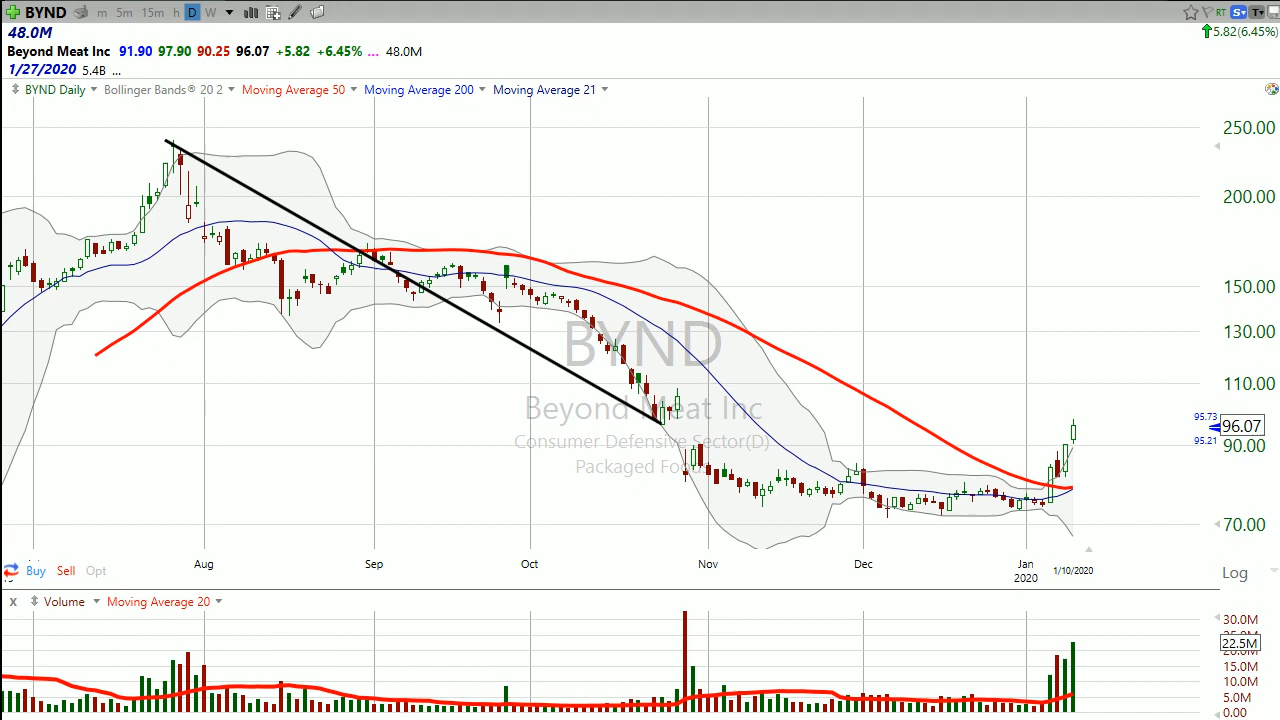 BYND m 5m 15m h D W RT S T
48.0M 5.82(6.45%)
Beyond Meat Inc 91.90 97.90 90.25 96.07 +5.82 +6.45% ... 48.0M
1/27/2020 5.4B ...
BYND Daily Bollinger Bands® 20 2 Moving Average 50 Moving Average 200 Moving Average 21
250.00
200.00
150.00
130.00
BYND
110.00
Beyond Meat Inc
95.73
96.07
95.21
90.00
Consumer Defensive Sector(D)
Packaged
70.00
Aug Sep Oct Nov Dec Jan
Buy Sell Opt 2020 1/10/2020 Log
x Volume Moving Average 20
30.0M
22.5M
15.0M
10.0M
5.0M
0.00